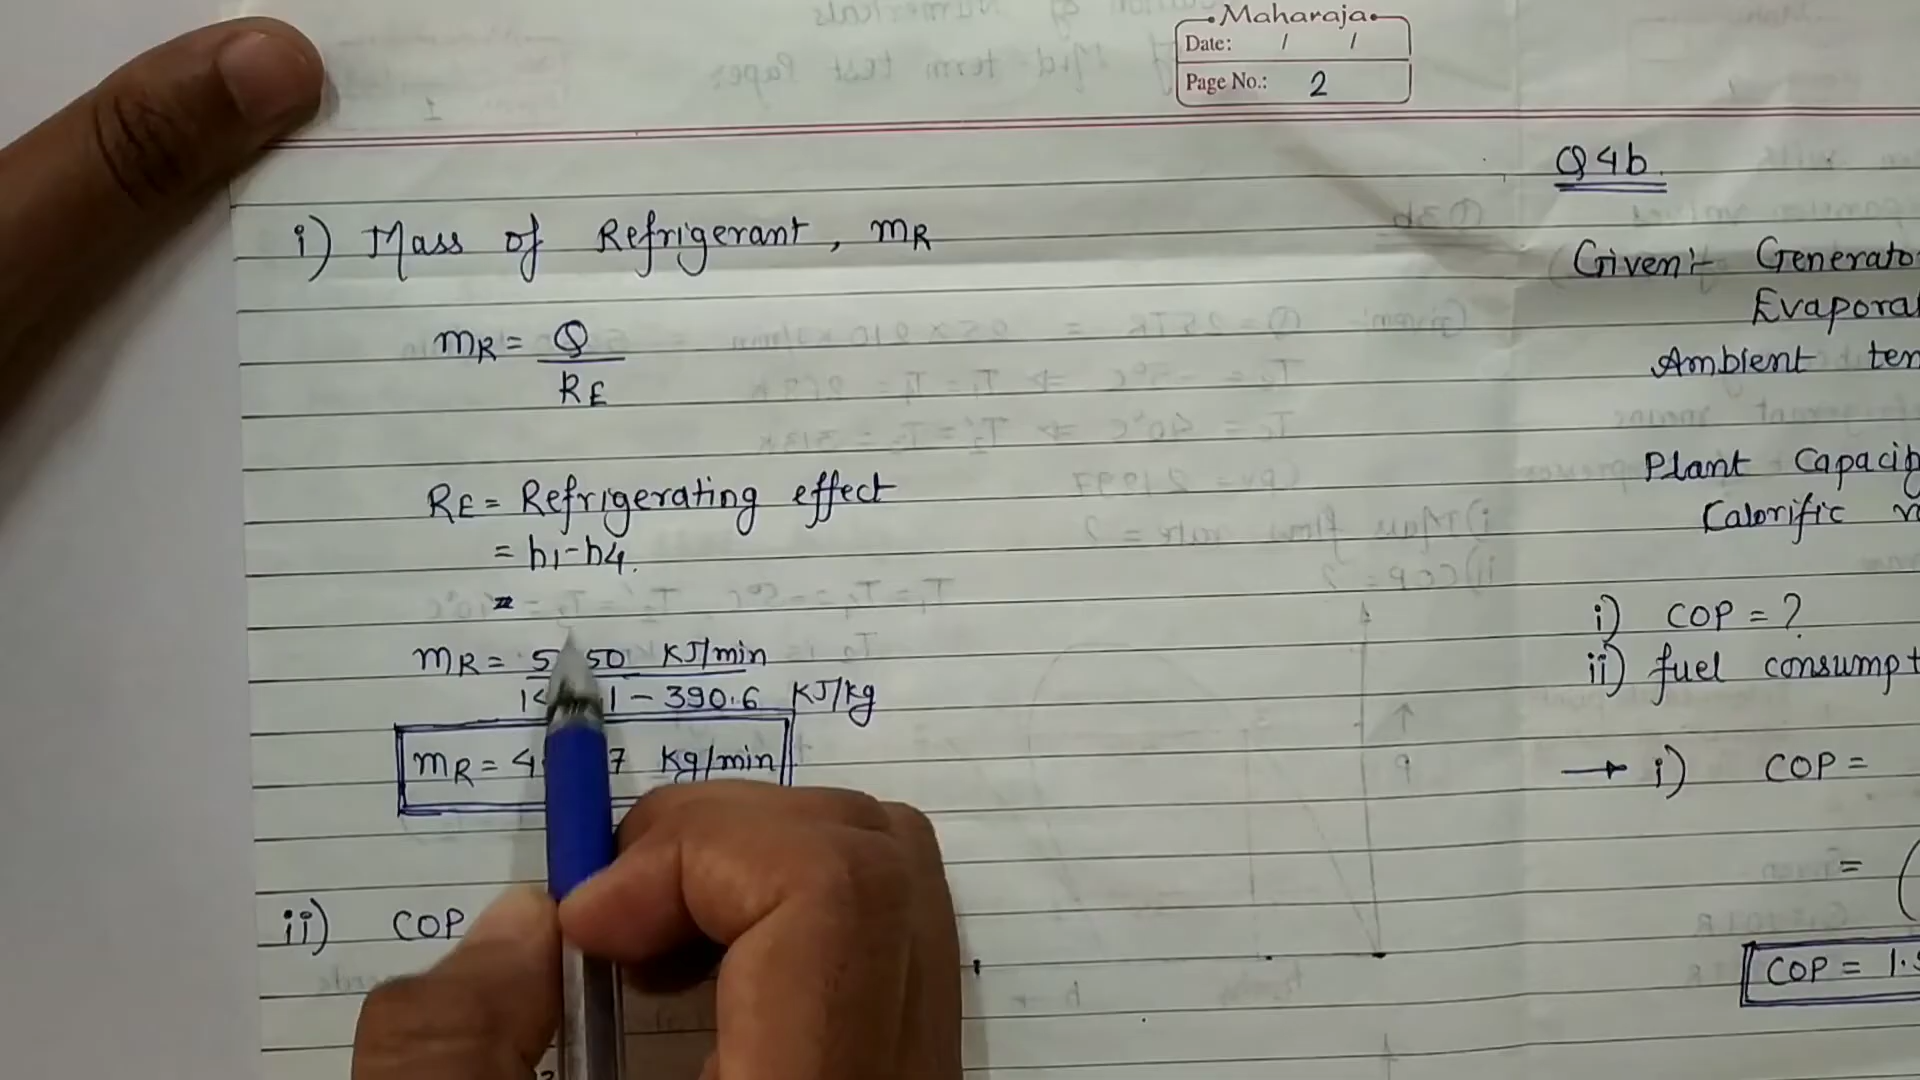 Maharaja
Date: / /
Page No.: 2
i) Mass of Refrigerant, mR
mR = Q
RE
RE = Refrigerating effect
= h1-h4.
mR = 5 50 KJ/min
1 1 - 390.6 KJ/kg
mR = 4 7 Kg/min
ii) COP
Q4b.
Given:- Generato
Evapora
Ambient ten
Plant Capacit
Calorific v
i) COP = ?
ii) fuel consumpt
→ i) COP =
=
COP = 1.